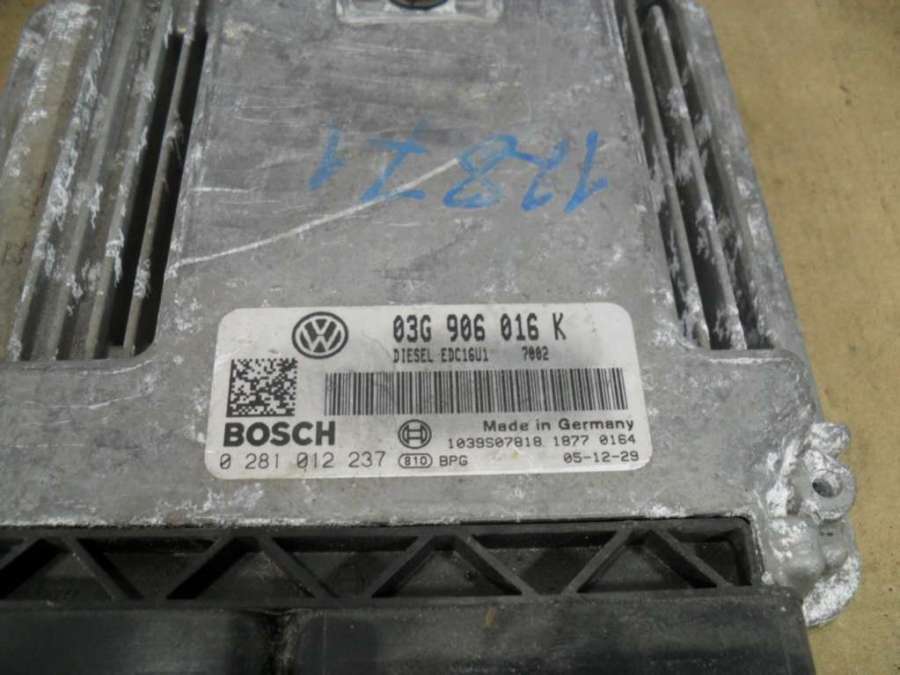 03G 906 016 K
DIESEL EDC16U1 7002
BOSCH
Made in Germany
1039S07818 1877 0164
0 281 012 237 810 BPG 05-12-29